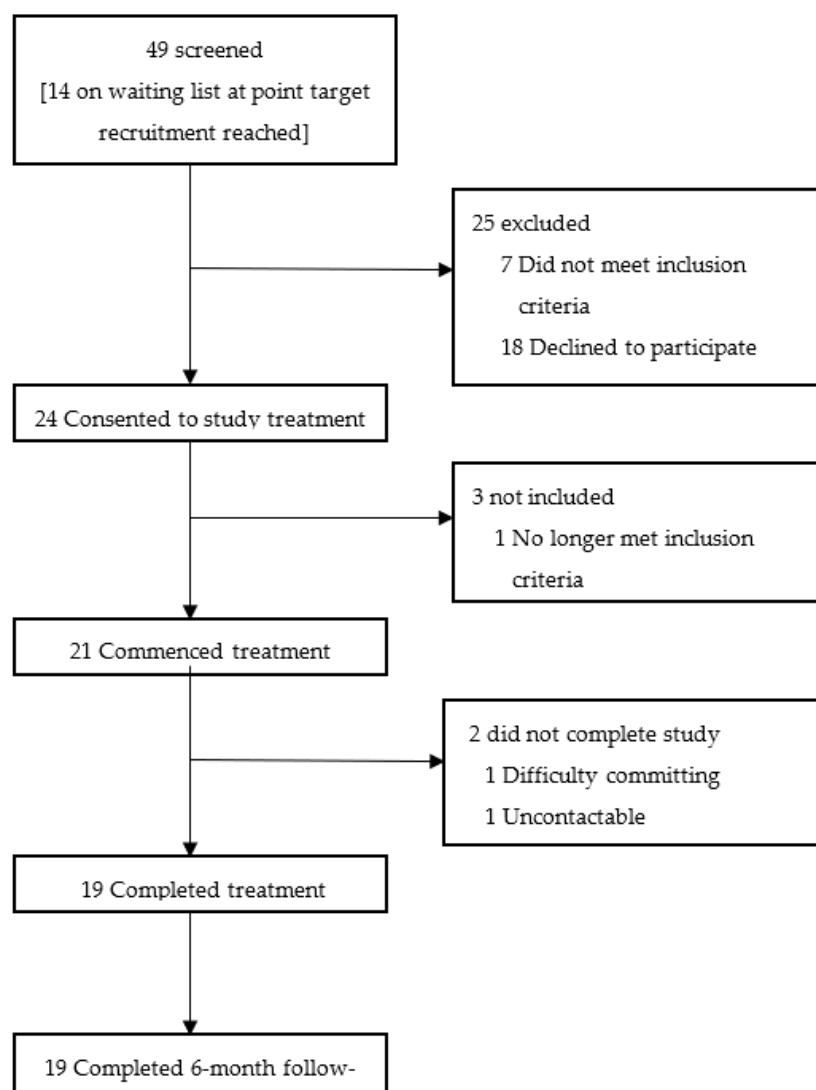 49 screened
[14 on waiting list at point target
recruitment reached]
25 excluded
7 Did not meet inclusion
criteria
18 Declined to participate
24 Consented to study treatment
3 not included
1 No longer met inclusion
criteria
21 Commenced treatment
2 did not complete study
1 Difficulty committing
1 Uncontactable
19 Completed treatment
19 Completed 6-month follow-